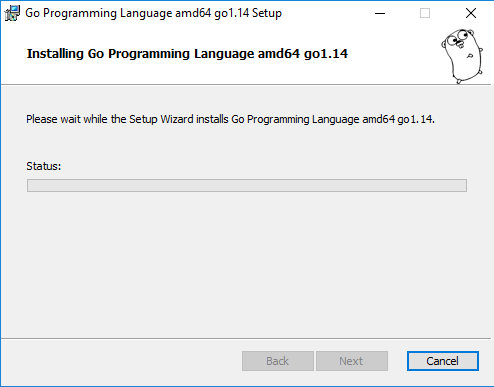 Go Programming Language amd64 go1.14 Setup
Installing Go Programming Language amd64 go1.14
Please wait while the Setup Wizard installs Go Programming Language amd64 go1.14.
Status:
Back Next Cancel